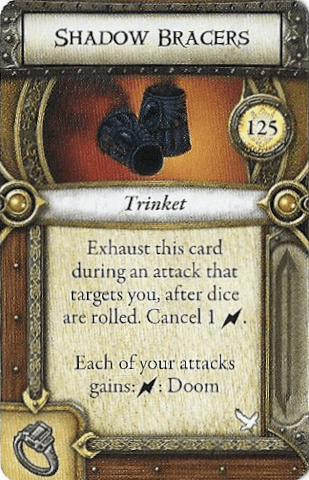 SHADOW BRACERS
125
Trinket
Exhaust this card
during an attack that
targets you, after dice
are rolled. Cancel 1 .
Each of your attacks
gains: : Doom